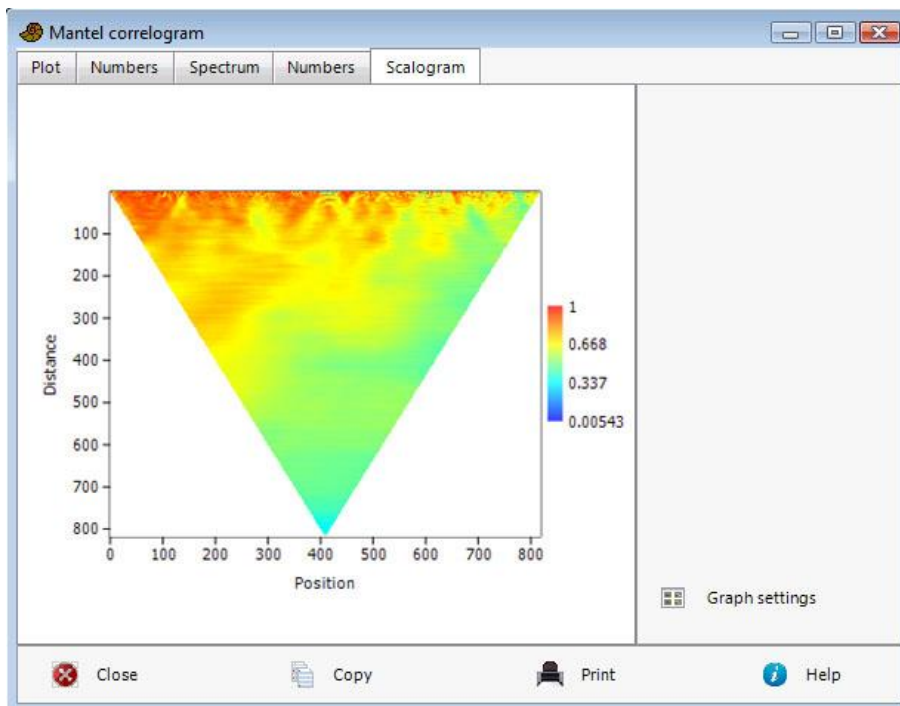 Mantel correlogram
Plot Numbers Spectrum Numbers Scalogram
100
200
300
400
500
600
700
800
Distance
0 100 200 300 400 500 600 700 800
Position
1
0.668
0.337
0.00543
Graph settings
Close Copy Print Help